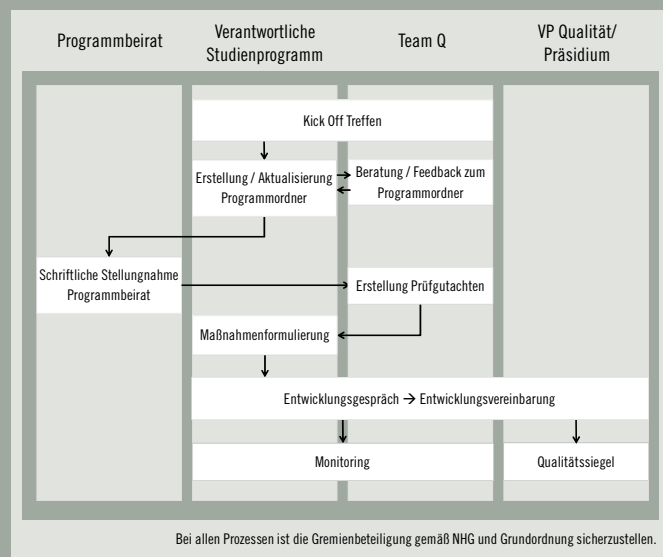 Programmbeirat
Verantwortliche
Studienprogramm
Team Q
VP Qualität/
Präsidium
Kick Off Treffen
Erstellung / Aktualisierung
Programmordner
Beratung / Feedback zum
Programmordner
Schriftliche Stellungnahme
Programmbeirat
Erstellung Prüfgutachten
Maßnahmenformulierung
Entwicklungsgespräch → Entwicklungsvereinbarung
Monitoring
Qualitätssiegel
Bei allen Prozessen ist die Gremienbeteiligung gemäß NHG und Grundordnung sicherzustellen.